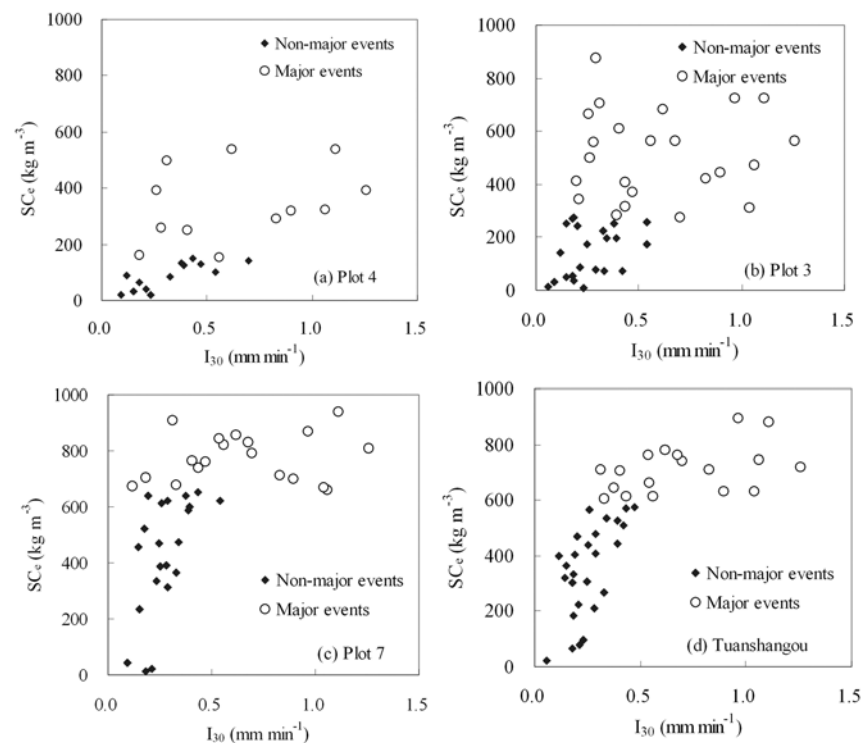 1000
800
600
400
200
0
SCe (kg m⁻³)
Non-major events
Major events
(a) Plot 4
0.0 0.5 1.0 1.5
I₃₀ (mm min⁻¹)
1000
800
600
400
200
0
SCe (kg m⁻³)
Non-major events
Major events
(b) Plot 3
0.0 0.5 1.0 1.5
I₃₀ (mm min⁻¹)
1000
800
600
400
200
0
SCe (kg m⁻³)
Non-major events
Major events
(c) Plot 7
0.0 0.5 1.0 1.5
I₃₀ (mm min⁻¹)
1000
800
600
400
200
0
SCe (kg m⁻³)
Non-major events
Major events
(d) Tuanshangou
0.0 0.5 1.0 1.5
I₃₀ (mm min⁻¹)